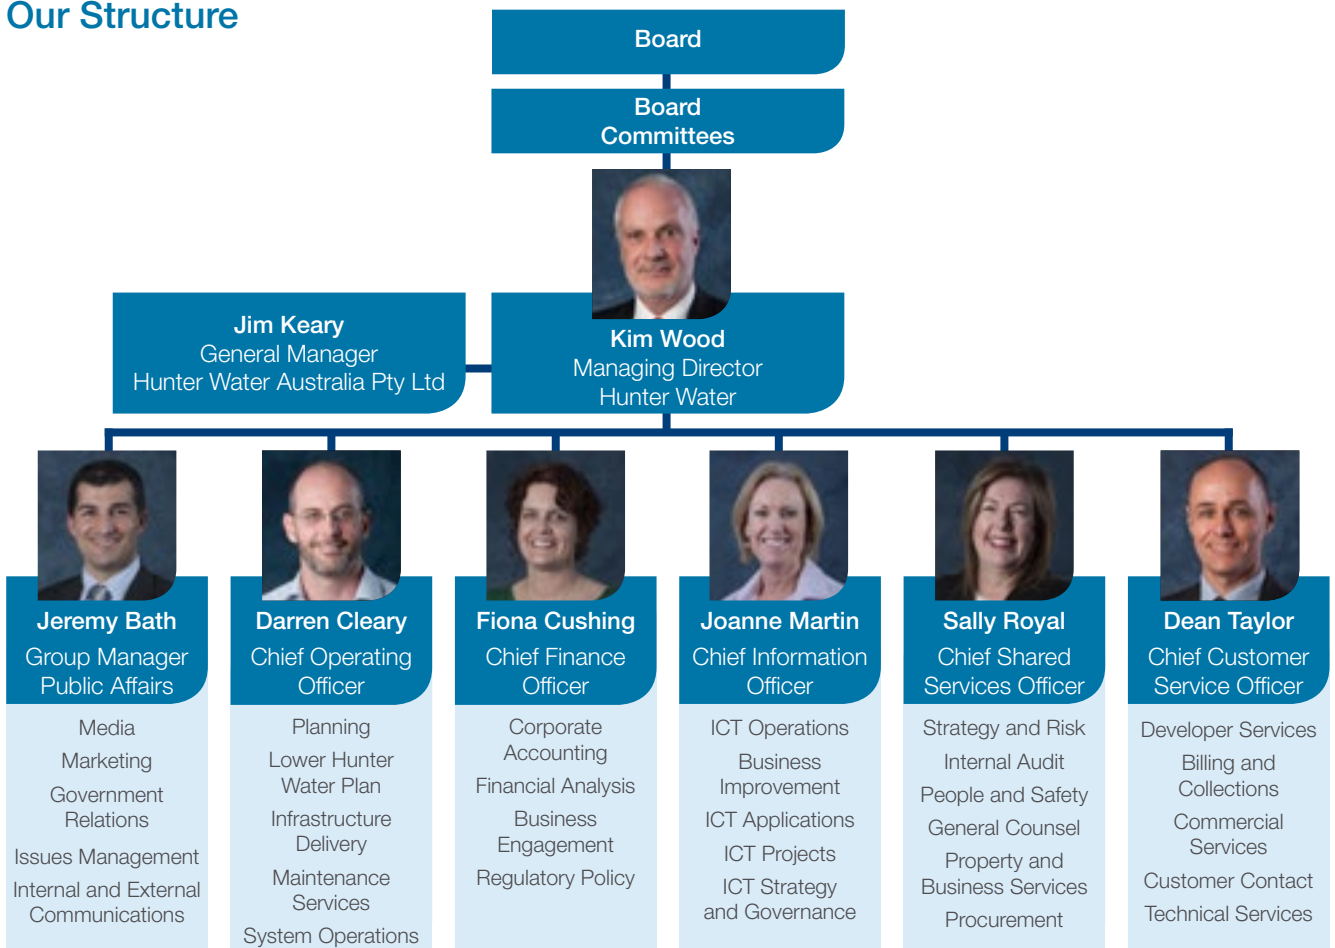 Our Structure
Board
Board
Committees
Jim Keary
General Manager
Hunter Water Australia Pty Ltd
Kim Wood
Managing Director
Hunter Water
Jeremy Bath
Group Manager
Public Affairs
Media
Marketing
Government
Relations
Issues Management
Internal and External
Communications
Darren Cleary
Chief Operating
Officer
Planning
Lower Hunter
Water Plan
Infrastructure
Delivery
Maintenance
Services
System Operations
Fiona Cushing
Chief Finance
Officer
Corporate
Accounting
Financial Analysis
Business
Engagement
Regulatory Policy
Joanne Martin
Chief Information
Officer
ICT Operations
Business
Improvement
ICT Applications
ICT Projects
ICT Strategy
and Governance
Sally Royal
Chief Shared
Services Officer
Strategy and Risk
Internal Audit
People and Safety
General Counsel
Property and
Business Services
Procurement
Dean Taylor
Chief Customer
Service Officer
Developer Services
Billing and
Collections
Commercial
Services
Customer Contact
Technical Services